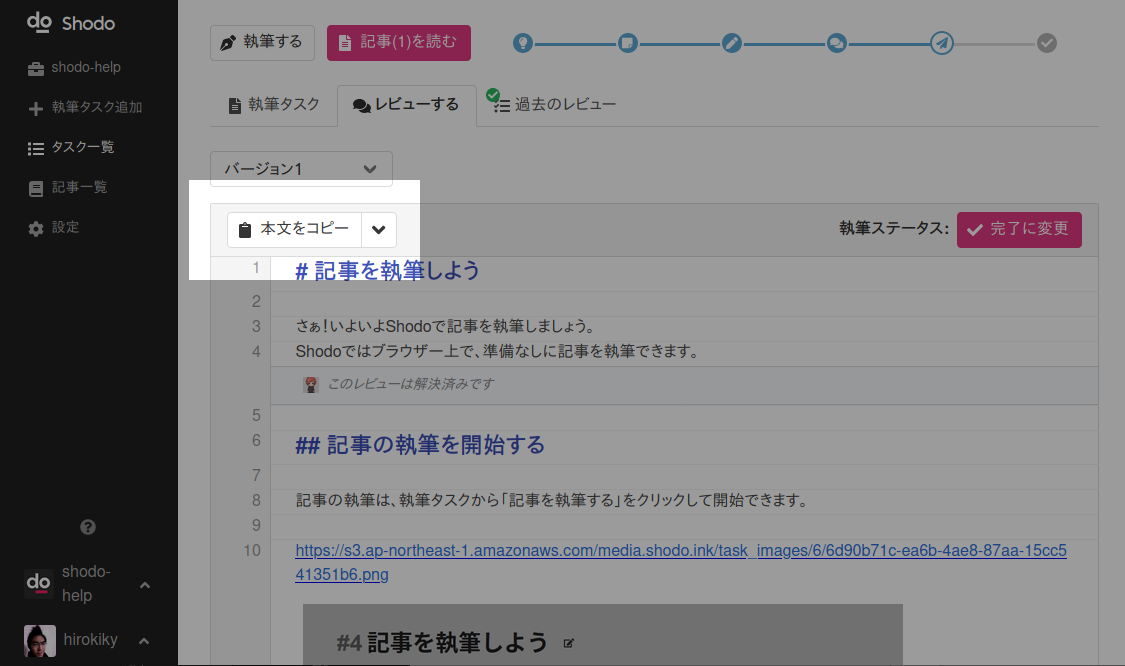 do Shodo
shodo-help
執筆タスク追加
タスク一覧
記事一覧
設定
?
do shodo-help
hirokiky
執筆する
記事(1)を読む
執筆タスク
レビューする
過去のレビュー
バージョン1
本文をコピー
執筆ステータス:
完了に変更
1 # 記事を執筆しよう
2
3 さぁ！いよいよShodoで記事を執筆しましょう。
4 Shodoではブラウザー上で、準備なしに記事を執筆できます。
このレビューは解決済みです
5
6 ## 記事の執筆を開始する
7
8 記事の執筆は、執筆タスクから「記事を執筆する」をクリックして開始できます。
9
10 https://s3.ap-northeast-1.amazonaws.com/media.shodo.ink/task_images/6/6d90b71c-ea6b-4ae8-87aa-15cc5
41351b6.png
#4 記事を執筆しよう